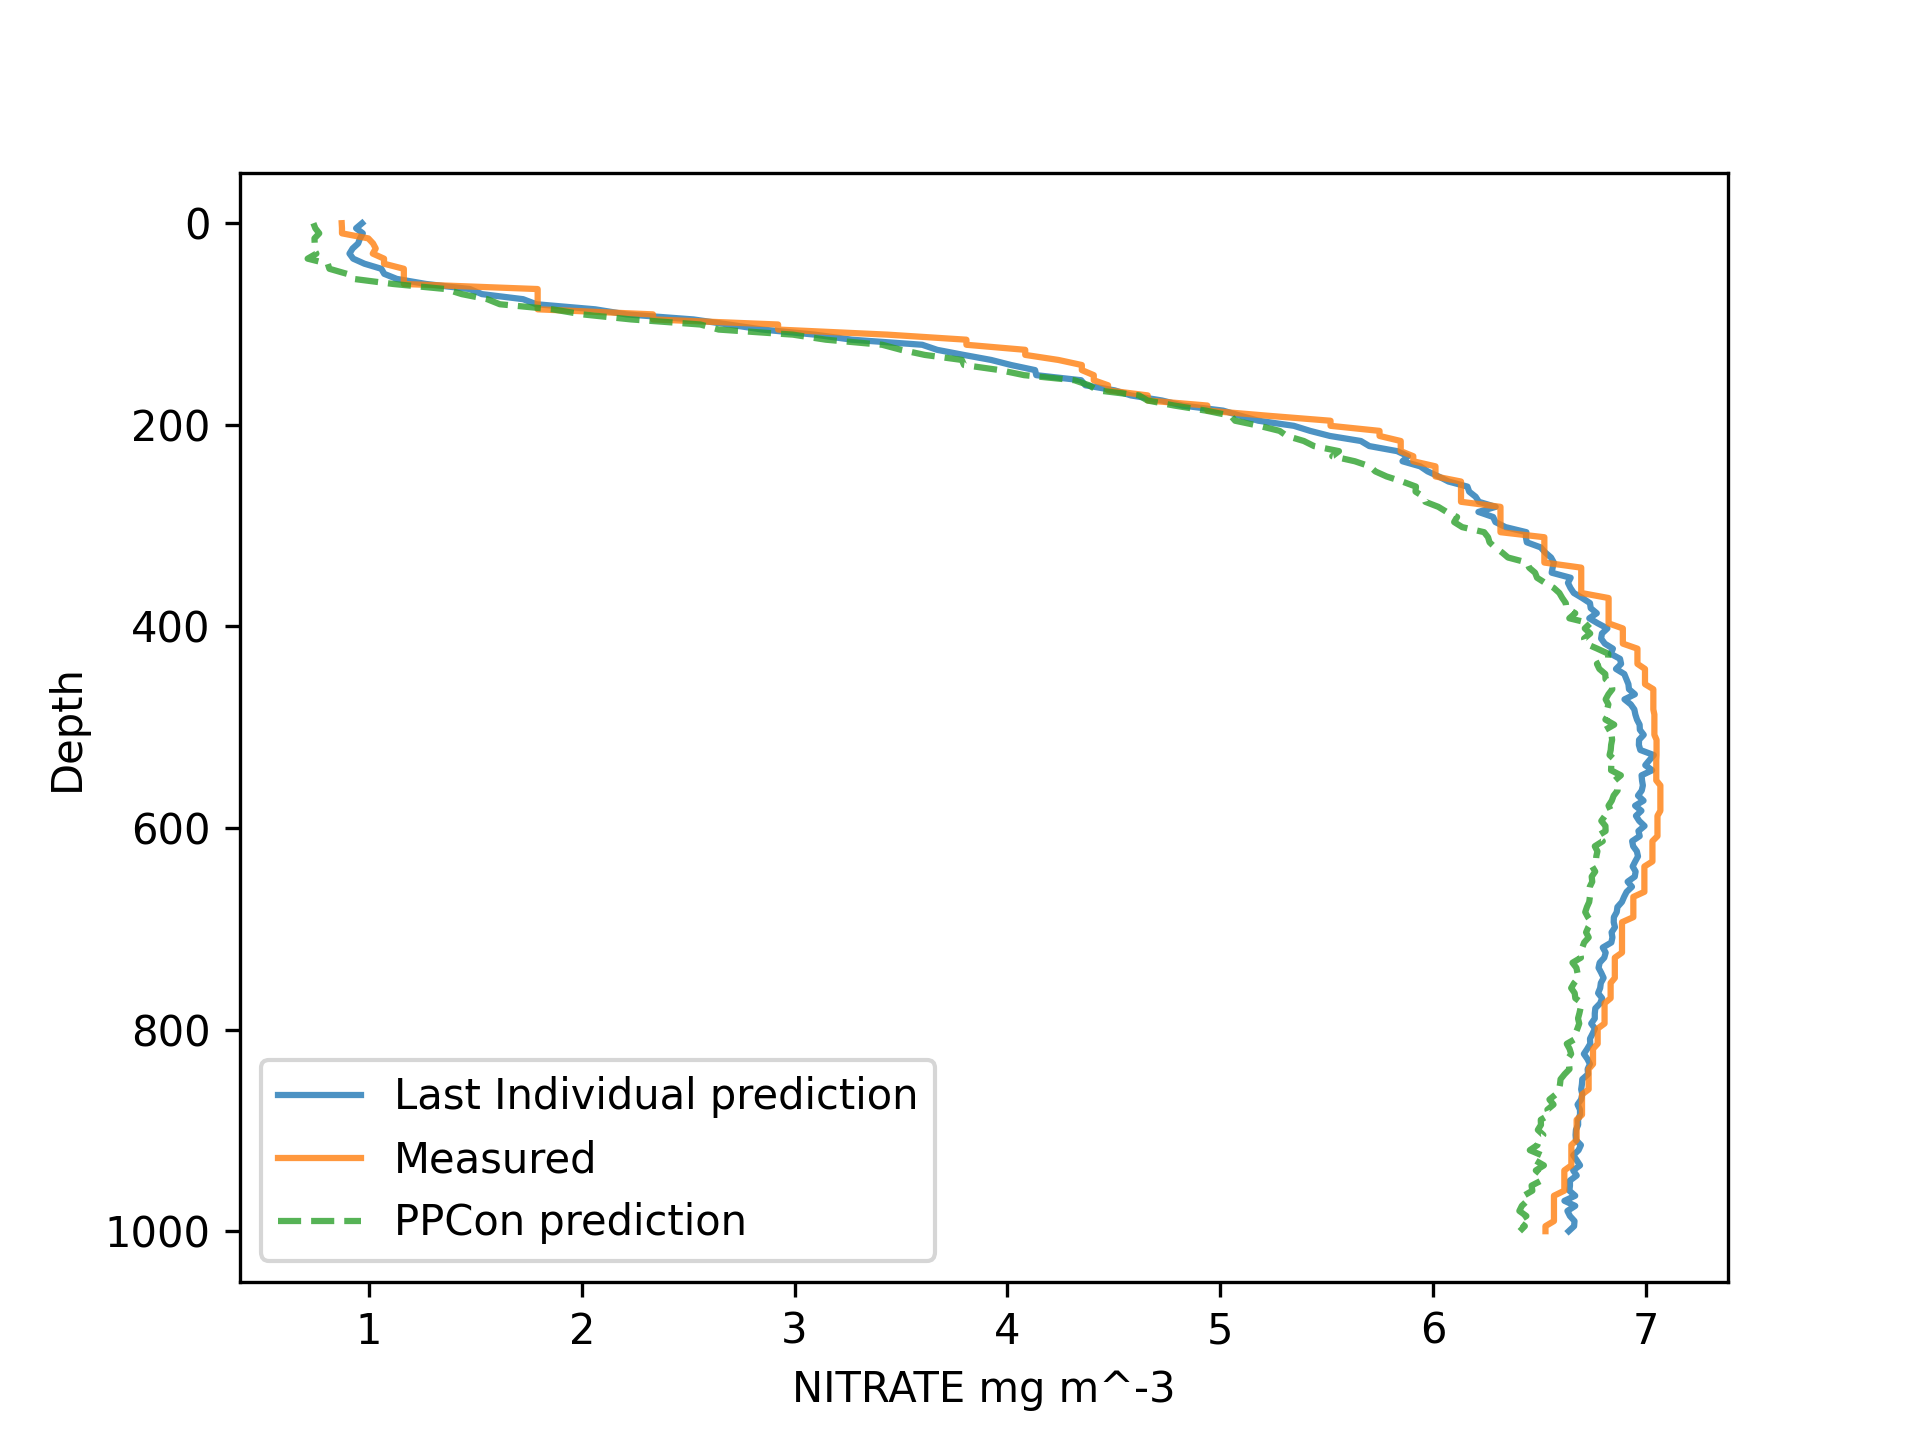 0
200
400
600
800
1000
Depth
Last Individual prediction
Measured
PPCon prediction
1 2 3 4 5 6 7
NITRATE mg m^-3